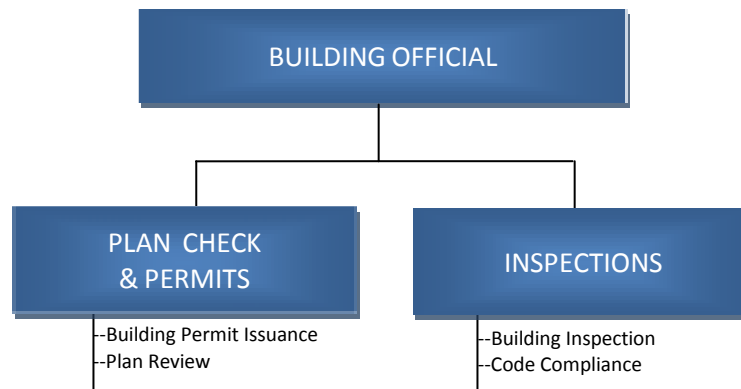 BUILDING OFFICIAL
PLAN CHECK
& PERMITS
--Building Permit Issuance
--Plan Review
INSPECTIONS
--Building Inspection
--Code Compliance